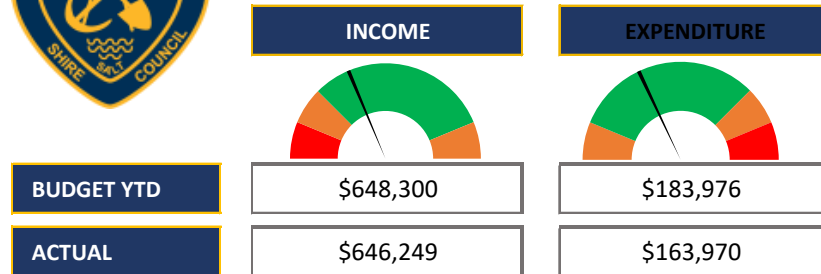 SHIRE SALT COUNCIL
INCOME EXPENDITURE
BUDGET YTD $648,300 $183,976
ACTUAL $646,249 $163,970